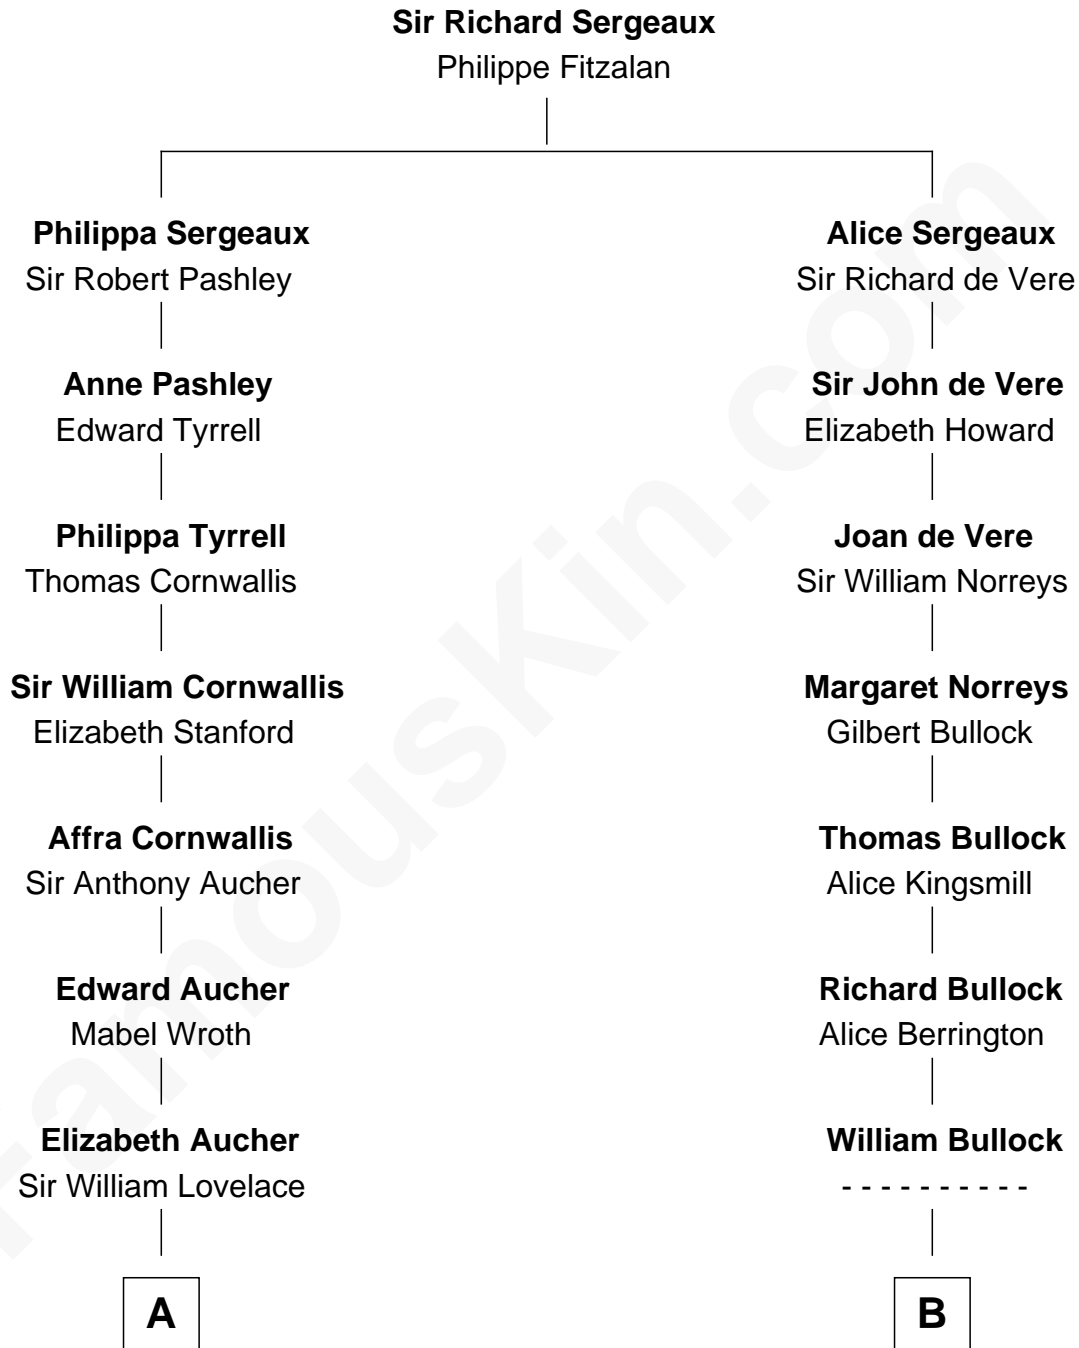 Sir Richard Sergeaux
Philippe Fitzalan
Philippa Sergeaux
Sir Robert Pashley
Alice Sergeaux
Sir Richard de Vere
Anne Pashley
Edward Tyrrell
Sir John de Vere
Elizabeth Howard
Philippa Tyrrell
Thomas Cornwallis
Joan de Vere
Sir William Norreys
Sir William Cornwallis
Elizabeth Stanford
Margaret Norreys
Gilbert Bullock
Affra Cornwallis
Sir Anthony Aucher
Thomas Bullock
Alice Kingsmill
Edward Aucher
Mabel Wroth
Richard Bullock
Alice Berrington
Elizabeth Aucher
Sir William Lovelace
William Bullock
- - - - - - - - - -
A
B
FamousKin.com